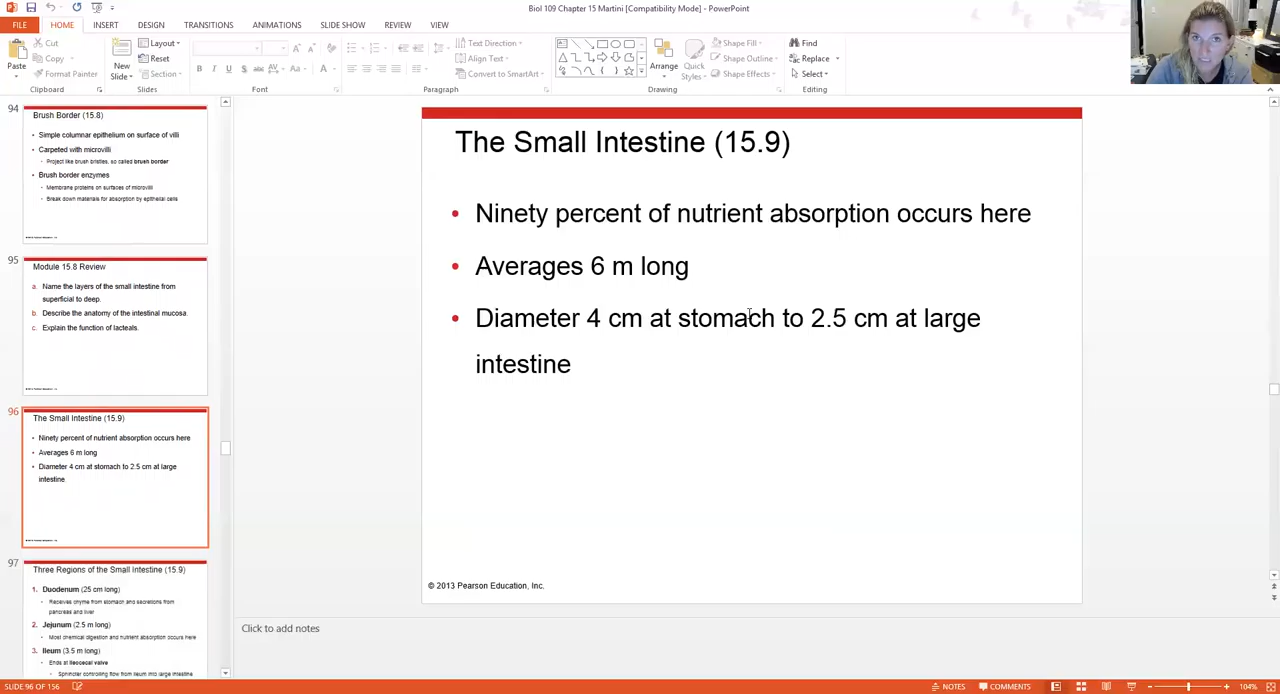 Biol 109 Chapter 15 Martini [Compatibility Mode] - PowerPoint
FILE HOME INSERT DESIGN TRANSITIONS ANIMATIONS SLIDE SHOW REVIEW VIEW
Paste
Cut
Copy
Format Painter
Clipboard
New Slide
Layout
Reset
Section
Slides
Font
Text Direction
Align Text
Convert to SmartArt
Paragraph
Arrange
Quick Styles
Shape Fill
Shape Outline
Shape Effects
Drawing
Find
Replace
Select
Editing
94
Brush Border (15.8)
• Simple columnar epithelium on surface of villi
• Carpeted with microvilli
• Project like brush bristles, so called brush border
• Brush border enzymes
• Membrane proteins on surfaces of microvilli
• Break down materials for absorption by epithelial cells
95
Module 15.8 Review
a. Name the layers of the small intestine from
superficial to deep.
b. Describe the anatomy of the intestinal mucosa.
c. Explain the function of lacteals.
96
The Small Intestine (15.9)
• Ninety percent of nutrient absorption occurs here
• Averages 6 m long
• Diameter 4 cm at stomach to 2.5 cm at large
intestine
97
Three Regions of the Small Intestine (15.9)
1. Duodenum (25 cm long)
• Receives chyme from stomach and secretions from
pancreas and liver
2. Jejunum (2.5 m long)
• Most chemical digestion and nutrient absorption occurs here
3. Ileum (3.5 m long)
• Ends at ileocecal valve
• Sphincter controlling flow from ileum into large intestine
The Small Intestine (15.9)
• Ninety percent of nutrient absorption occurs here
• Averages 6 m long
• Diameter 4 cm at stomach to 2.5 cm at large
intestine
© 2013 Pearson Education, Inc.
Click to add notes
SLIDE 96 OF 156
NOTES
COMMENTS
104%